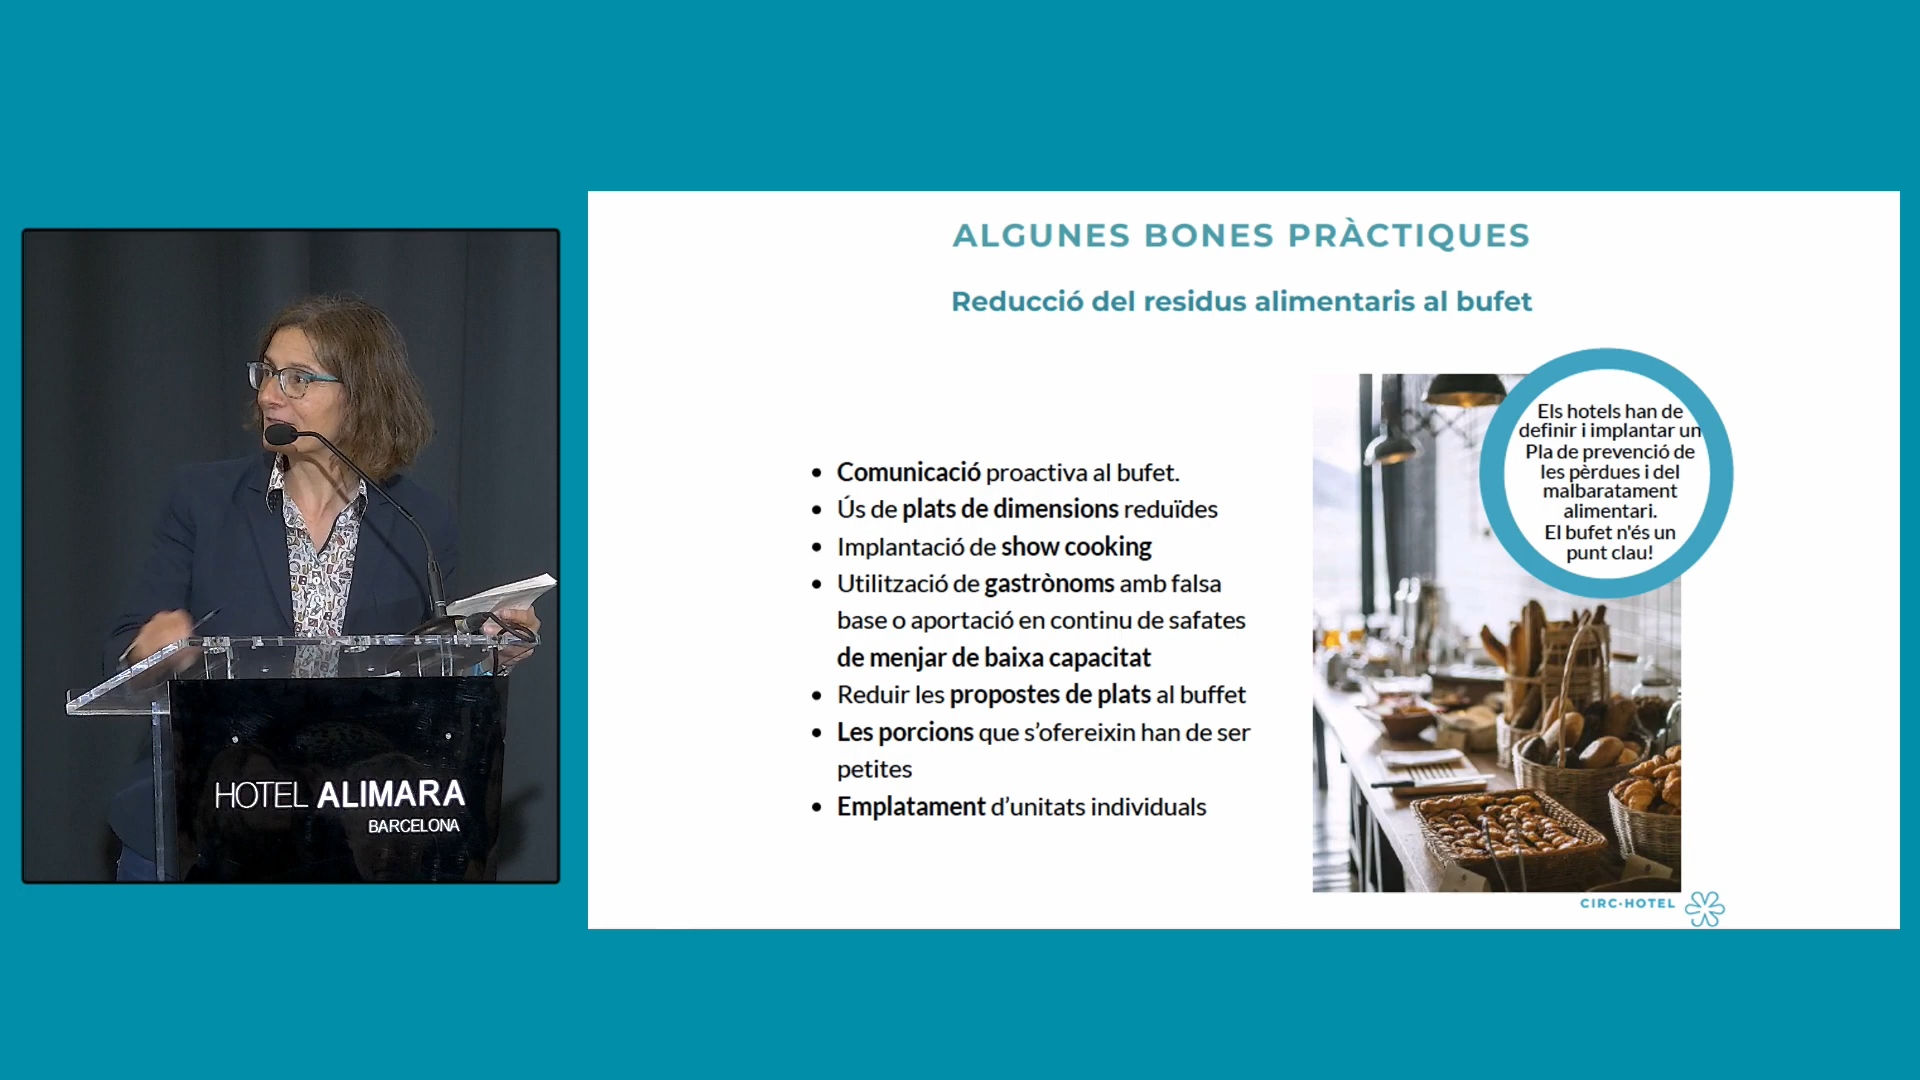 ALGUNES BONES PRÀCTIQUES
Reducció del residus alimentaris al bufet
Comunicació proactiva al bufet.
Ús de plats de dimensions reduïdes
Implantació de show cooking
Utilització de gastrònoms amb falsa
base o aportació en continu de safates
de menjar de baixa capacitat
Reduir les propostes de plats al buffet
Les porcions que s’ofereixin han de ser
petites
Emplatament d’unitats individuals
Els hotels han de
definir i implantar un
Pla de prevenció de
les pèrdues i del
malbaratament
alimentari.
El bufet n'és un
punt clau!
CIRC·HOTEL
HOTEL ALIMARA
BARCELONA